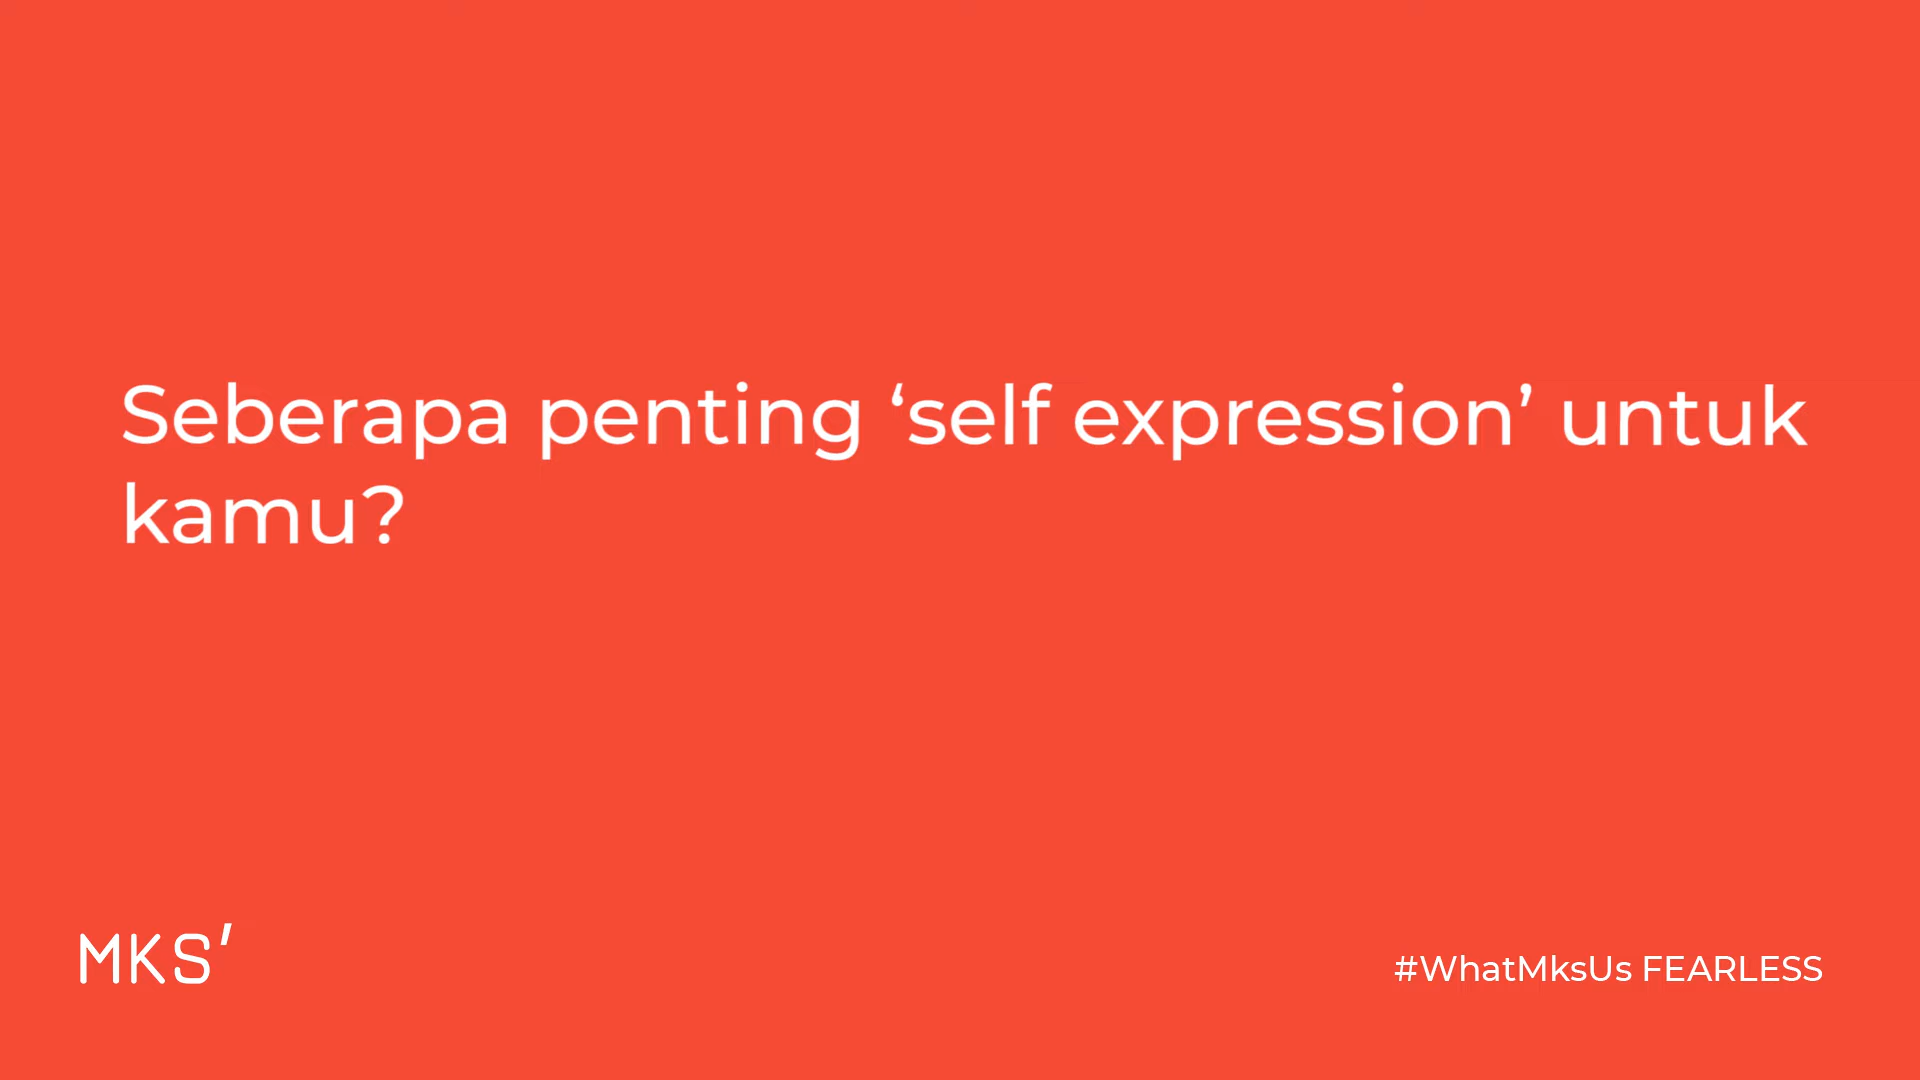 Seberapa penting ‘self expression’ untuk
kamu?
MKS'
#WhatMksUs FEARLESS